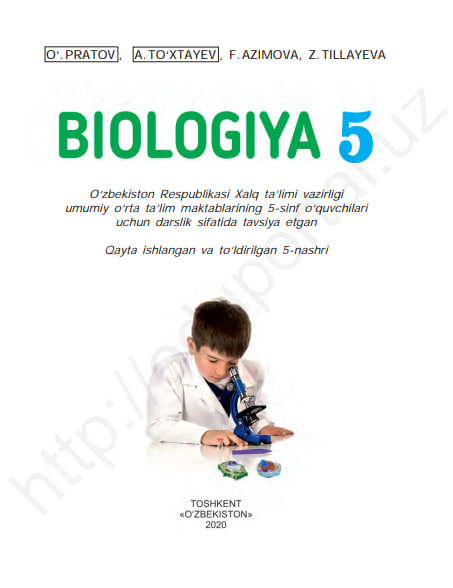 O‘. PRATOV, A. TO‘XTAYEV, F. AZIMOVA, Z. TILLAYEVA
BIOLOGIYA 5
O‘zbekiston Respublikasi Xalq ta’limi vazirligi
umumiy o‘rta ta’lim maktablarining 5-sinf o‘quvchilari
uchun darslik sifatida tavsiya etgan
Qayta ishlangan va to‘ldirilgan 5-nashri
http://eduportal.uz
TOSHKENT
«O‘ZBEKISTON»
2020